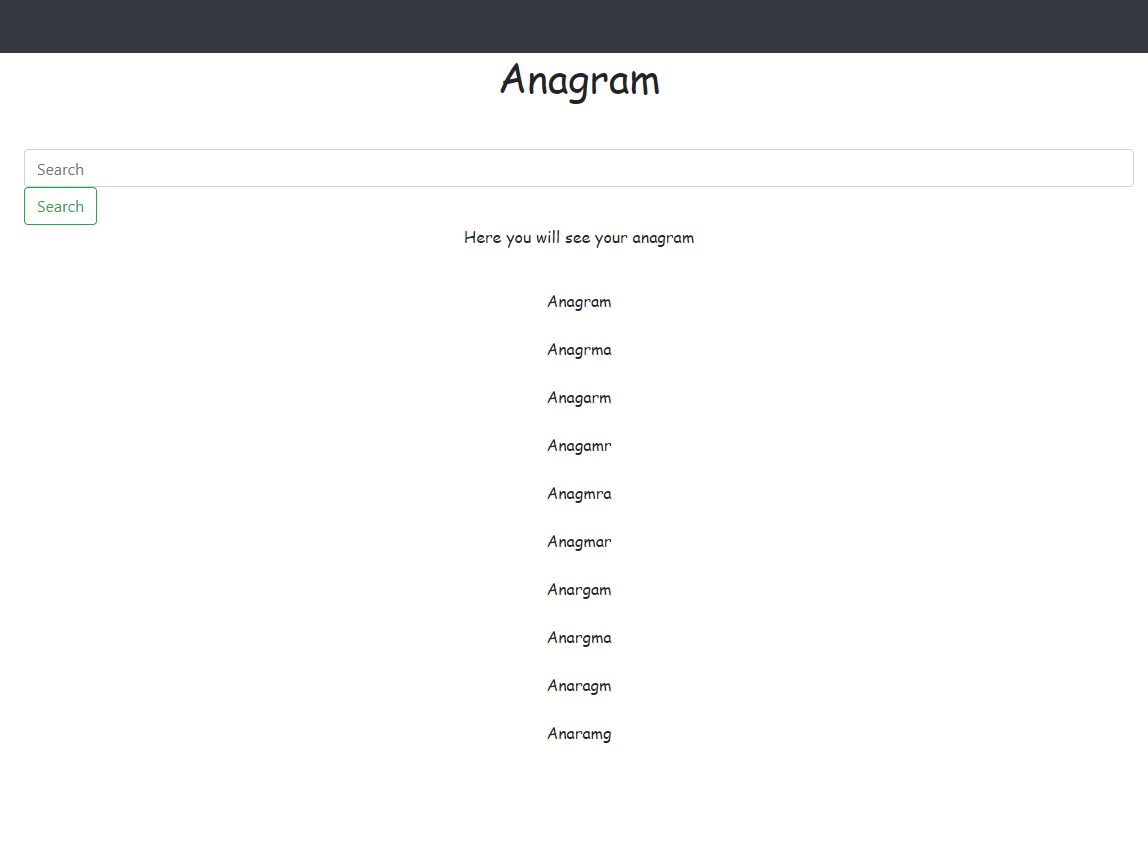 Anagram
Search
Search
Here you will see your anagram
Anagram
Anagrma
Anagarm
Anagamr
Anagmra
Anagmar
Anargam
Anargma
Anaragm
Anaramg